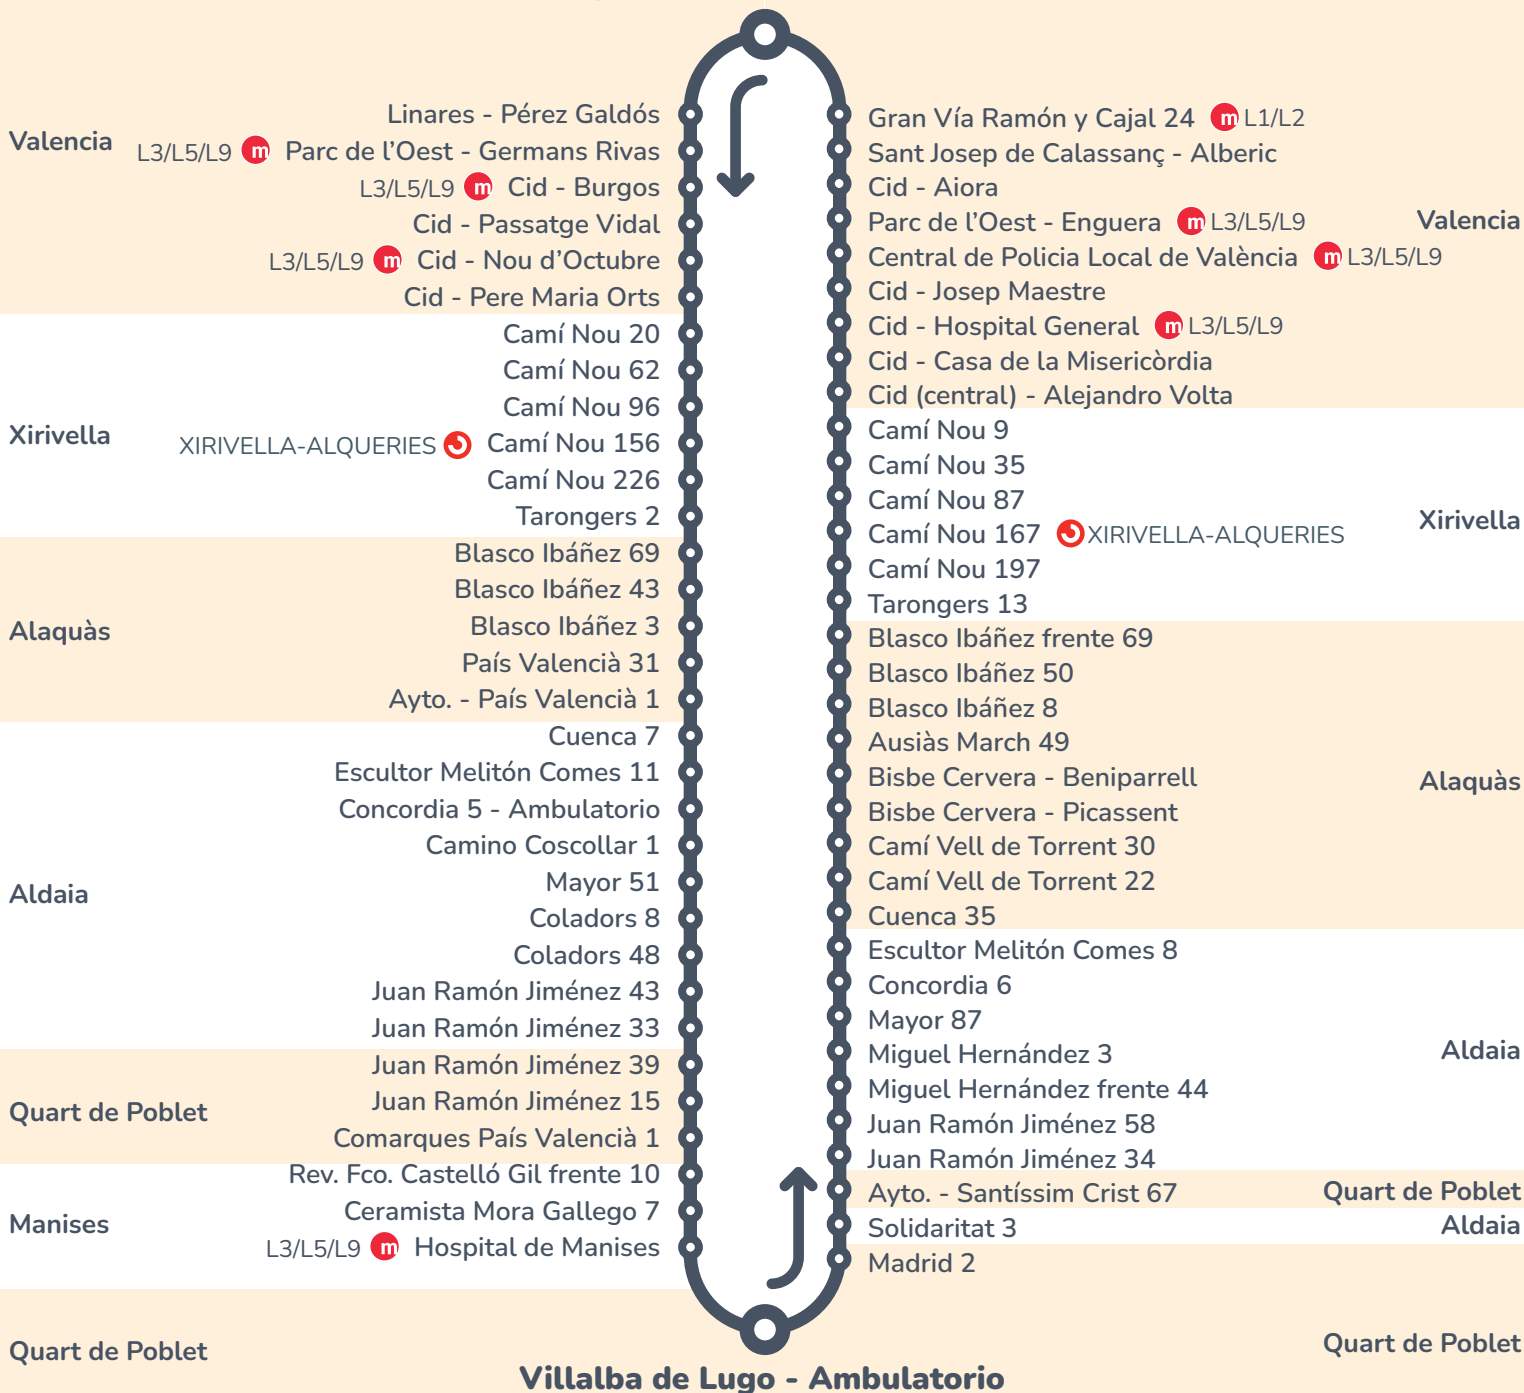 Valencia
Linares - Pérez Galdós
L3/L5/L9 m Parc de l'Oest - Germans Rivas
L3/L5/L9 m Cid - Burgos
Cid - Passatge Vidal
L3/L5/L9 m Cid - Nou d'Octubre
Cid - Pere Maria Orts
Xirivella
Camí Nou 20
Camí Nou 62
Camí Nou 96
XIRIVELLA-ALQUERIES Camí Nou 156
Camí Nou 226
Tarongers 2
Alaquàs
Blasco Ibáñez 69
Blasco Ibáñez 43
Blasco Ibáñez 3
País Valencià 31
Ayto. - País Valencià 1
Aldaia
Cuenca 7
Escultor Melitón Comes 11
Concordia 5 - Ambulatorio
Camino Coscollar 1
Mayor 51
Coladors 8
Coladors 48
Juan Ramón Jiménez 43
Juan Ramón Jiménez 33
Quart de Poblet
Juan Ramón Jiménez 39
Juan Ramón Jiménez 15
Comarques País Valencià 1
Manises
Rev. Fco. Castelló Gil frente 10
Ceramista Mora Gallego 7
L3/L5/L9 m Hospital de Manises
Quart de Poblet
Gran Vía Ramón y Cajal 24 m L1/L2
Sant Josep de Calassanç - Alberic
Cid - Aiora
Parc de l'Oest - Enguera m L3/L5/L9
Valencia
Central de Policia Local de València m L3/L5/L9
Cid - Josep Maestre
Cid - Hospital General m L3/L5/L9
Cid - Casa de la Misericòrdia
Cid (central) - Alejandro Volta
Camí Nou 9
Camí Nou 35
Camí Nou 87
Xirivella
Camí Nou 167 XIRIVELLA-ALQUERIES
Camí Nou 197
Tarongers 13
Blasco Ibáñez frente 69
Blasco Ibáñez 50
Blasco Ibáñez 8
Ausiàs March 49
Bisbe Cervera - Beniparrell
Alaquàs
Bisbe Cervera - Picassent
Camí Vell de Torrent 30
Camí Vell de Torrent 22
Cuenca 35
Escultor Melitón Comes 8
Concordia 6
Mayor 87
Miguel Hernández 3
Aldaia
Miguel Hernández frente 44
Juan Ramón Jiménez 58
Juan Ramón Jiménez 34
Ayto. - Santíssim Crist 67
Quart de Poblet
Solidaritat 3
Aldaia
Madrid 2
Quart de Poblet
Villalba de Lugo - Ambulatorio